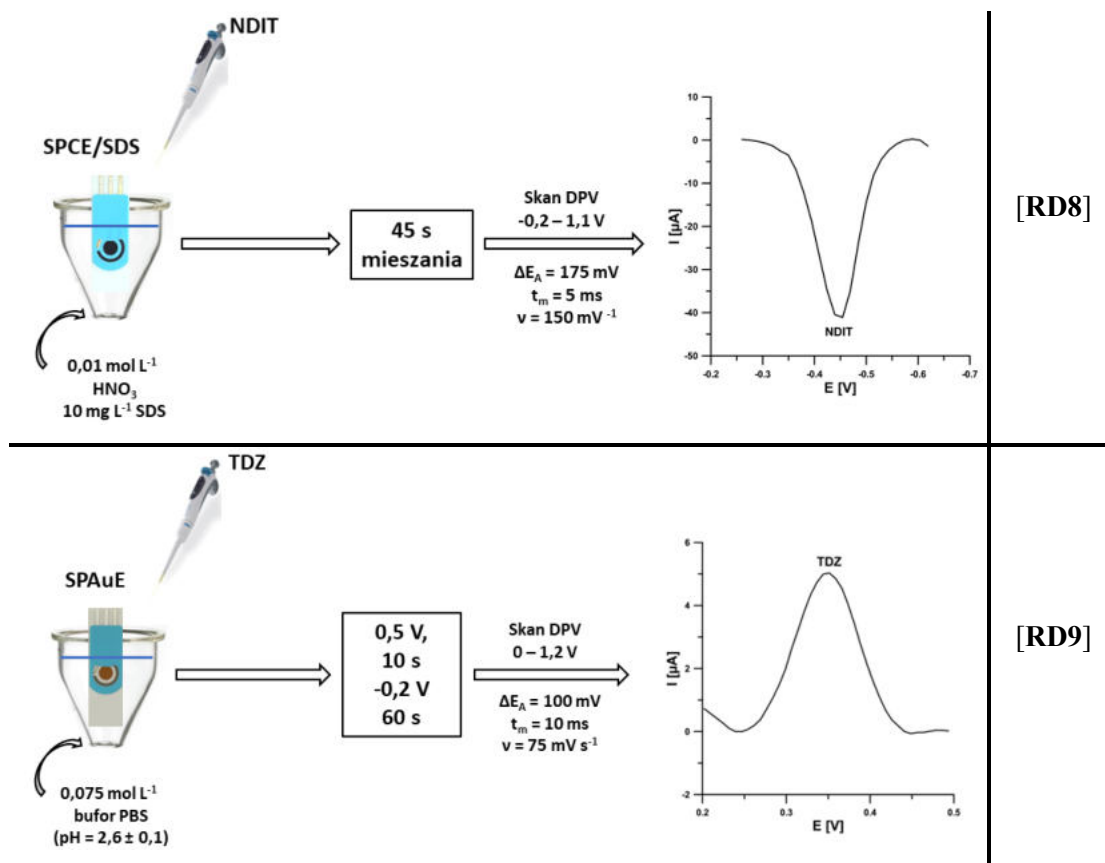 NDIT
SPCE/SDS
45 s
mieszania
Skan DPV
-0,2 – 1,1 V
ΔE_A = 175 mV
t_m = 5 ms
ν = 150 mV ⁻¹
0,01 mol L⁻¹
HNO₃
10 mg L⁻¹ SDS
10
0
-10
-20
-30
-40
-50
I [µA]
NDIT
-0.2
-0.3
-0.4
-0.5
-0.6
-0.7
E [V]
[RD8]
TDZ
SPAuE
0,5 V,
10 s
-0,2 V
60 s
Skan DPV
0 – 1,2 V
ΔE_A = 100 mV
t_m = 10 ms
ν = 75 mV s⁻¹
0,075 mol L⁻¹
bufor PBS
(pH = 2,6 ± 0,1)
6
4
2
0
-2
I [µA]
TDZ
0.2
0.3
0.4
0.5
E [V]
[RD9]